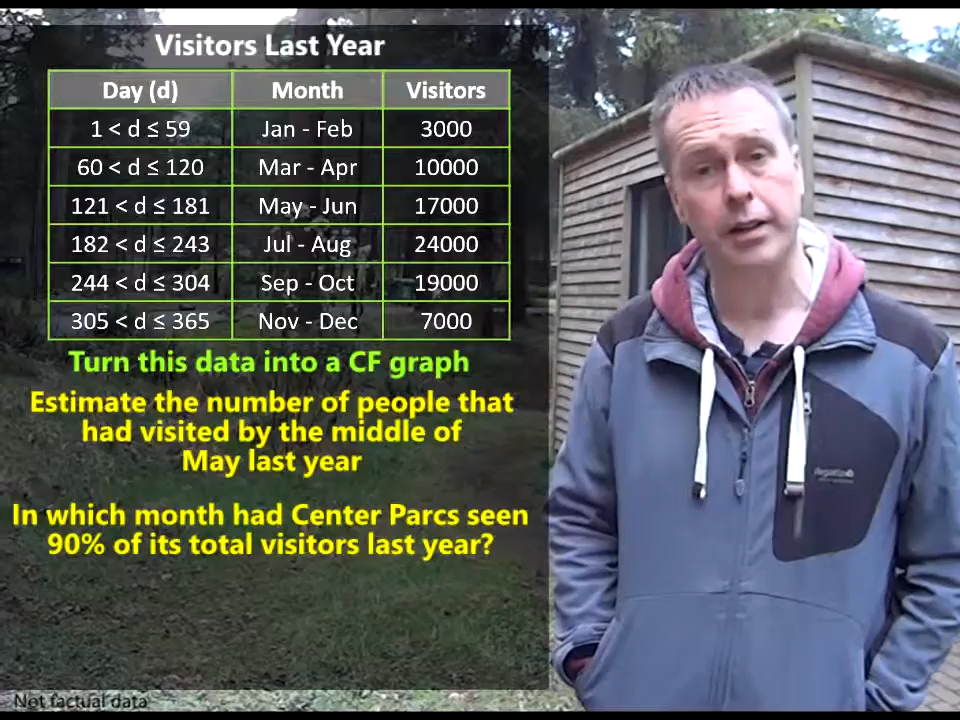 Visitors Last Year
Day (d) Month Visitors
1 < d ≤ 59 Jan - Feb 3000
60 < d ≤ 120 Mar - Apr 10000
121 < d ≤ 181 May - Jun 17000
182 < d ≤ 243 Jul - Aug 24000
244 < d ≤ 304 Sep - Oct 19000
305 < d ≤ 365 Nov - Dec 7000
Turn this data into a CF graph
Estimate the number of people that
had visited by the middle of
May last year
In which month had Center Parcs seen
90% of its total visitors last year?
Not factual data